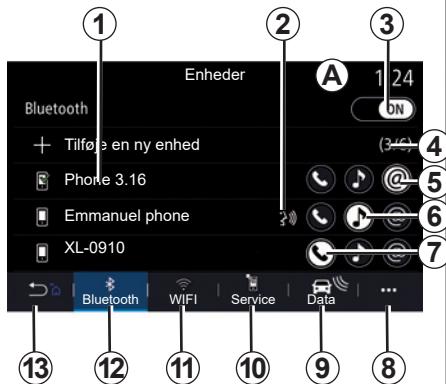 1 2 3
Enheder A 1 24
Bluetooth ON
Tilføje en ny enhed (3/6) 4
Phone 3.16 @ 5
Emmanuel phone @ 6
XL-0910 @ 7
Bluetooth WIFI Service Data ...
13 12 11 10 9 8